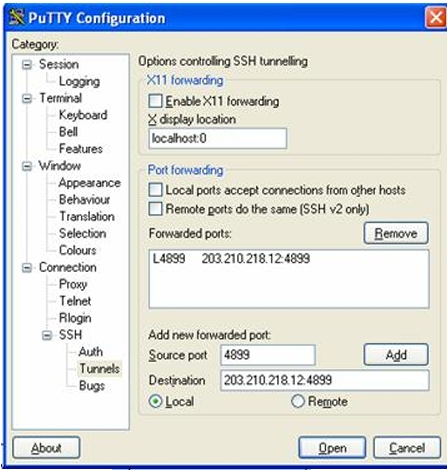 PuTTY Configuration
Category:
Session
Logging
Terminal
Keyboard
Bell
Features
Window
Appearance
Behaviour
Translation
Selection
Colours
Connection
Proxy
Telnet
Rlogin
SSH
Auth
Tunnels
Bugs
Options controlling SSH tunnelling
X11 forwarding
Enable X11 forwarding
X display location
localhost:0
Port forwarding
Local ports accept connections from other hosts
Remote ports do the same (SSH v2 only)
Forwarded ports:
Remove
L4899 203.210.218.12:4899
Add new forwarded port:
Source port 4899 Add
Destination 203.210.218.12:4899
Local Remote
About Open Cancel